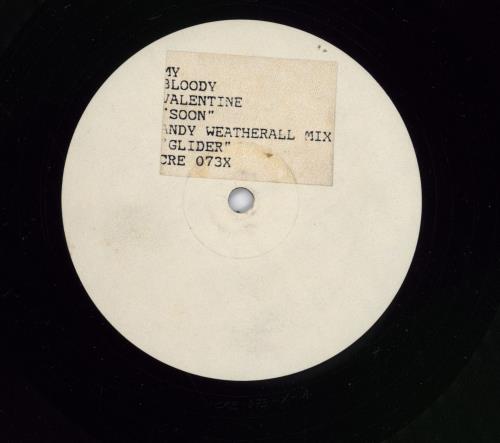 MY
BLOODY
VALENTINE
"SOON"
ANDY WEATHERALL MIX
"GLIDER"
CRE 073X